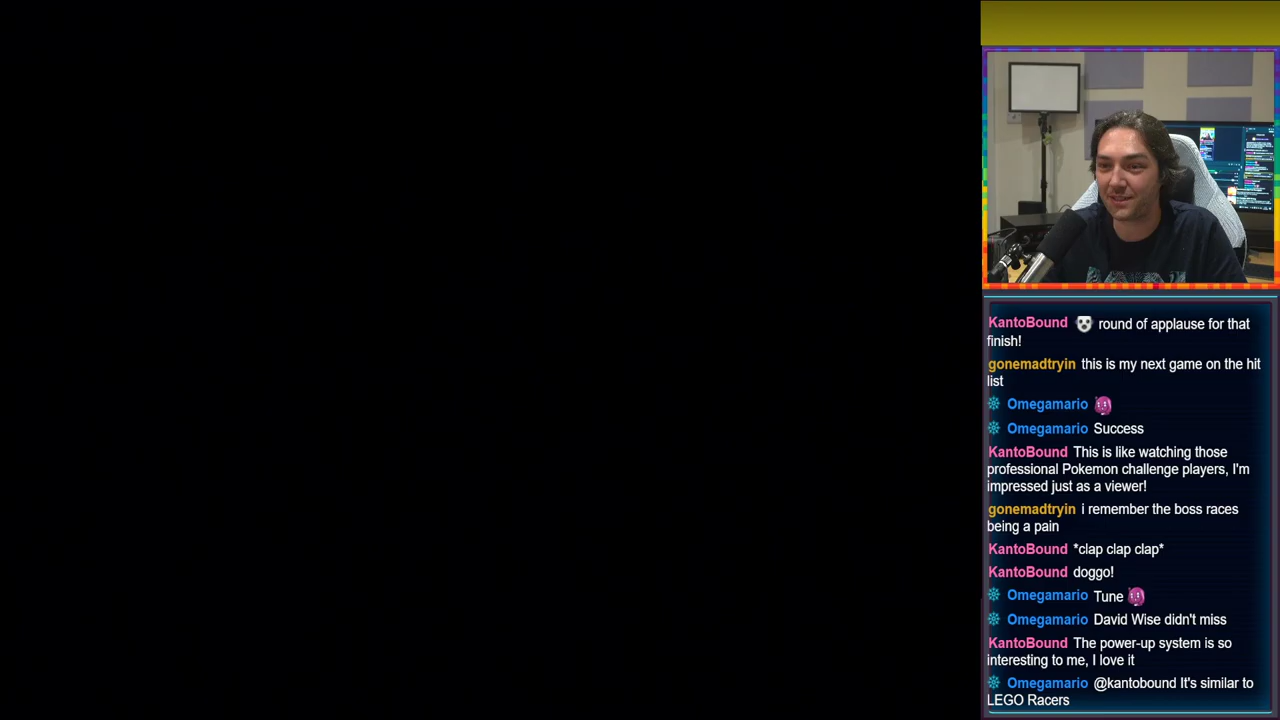 KantoBound round of applause for that
finish!
gonemadtryin this is my next game on the hit
list
Omegamario
Omegamario Success
KantoBound This is like watching those
professional Pokemon challenge players, I'm
impressed just as a viewer!
gonemadtryin i remember the boss races
being a pain
KantoBound *clap clap clap*
KantoBound doggo!
Omegamario Tune
Omegamario David Wise didn't miss
KantoBound The power-up system is so
interesting to me, I love it
Omegamario @kantobound It's similar to
LEGO Racers